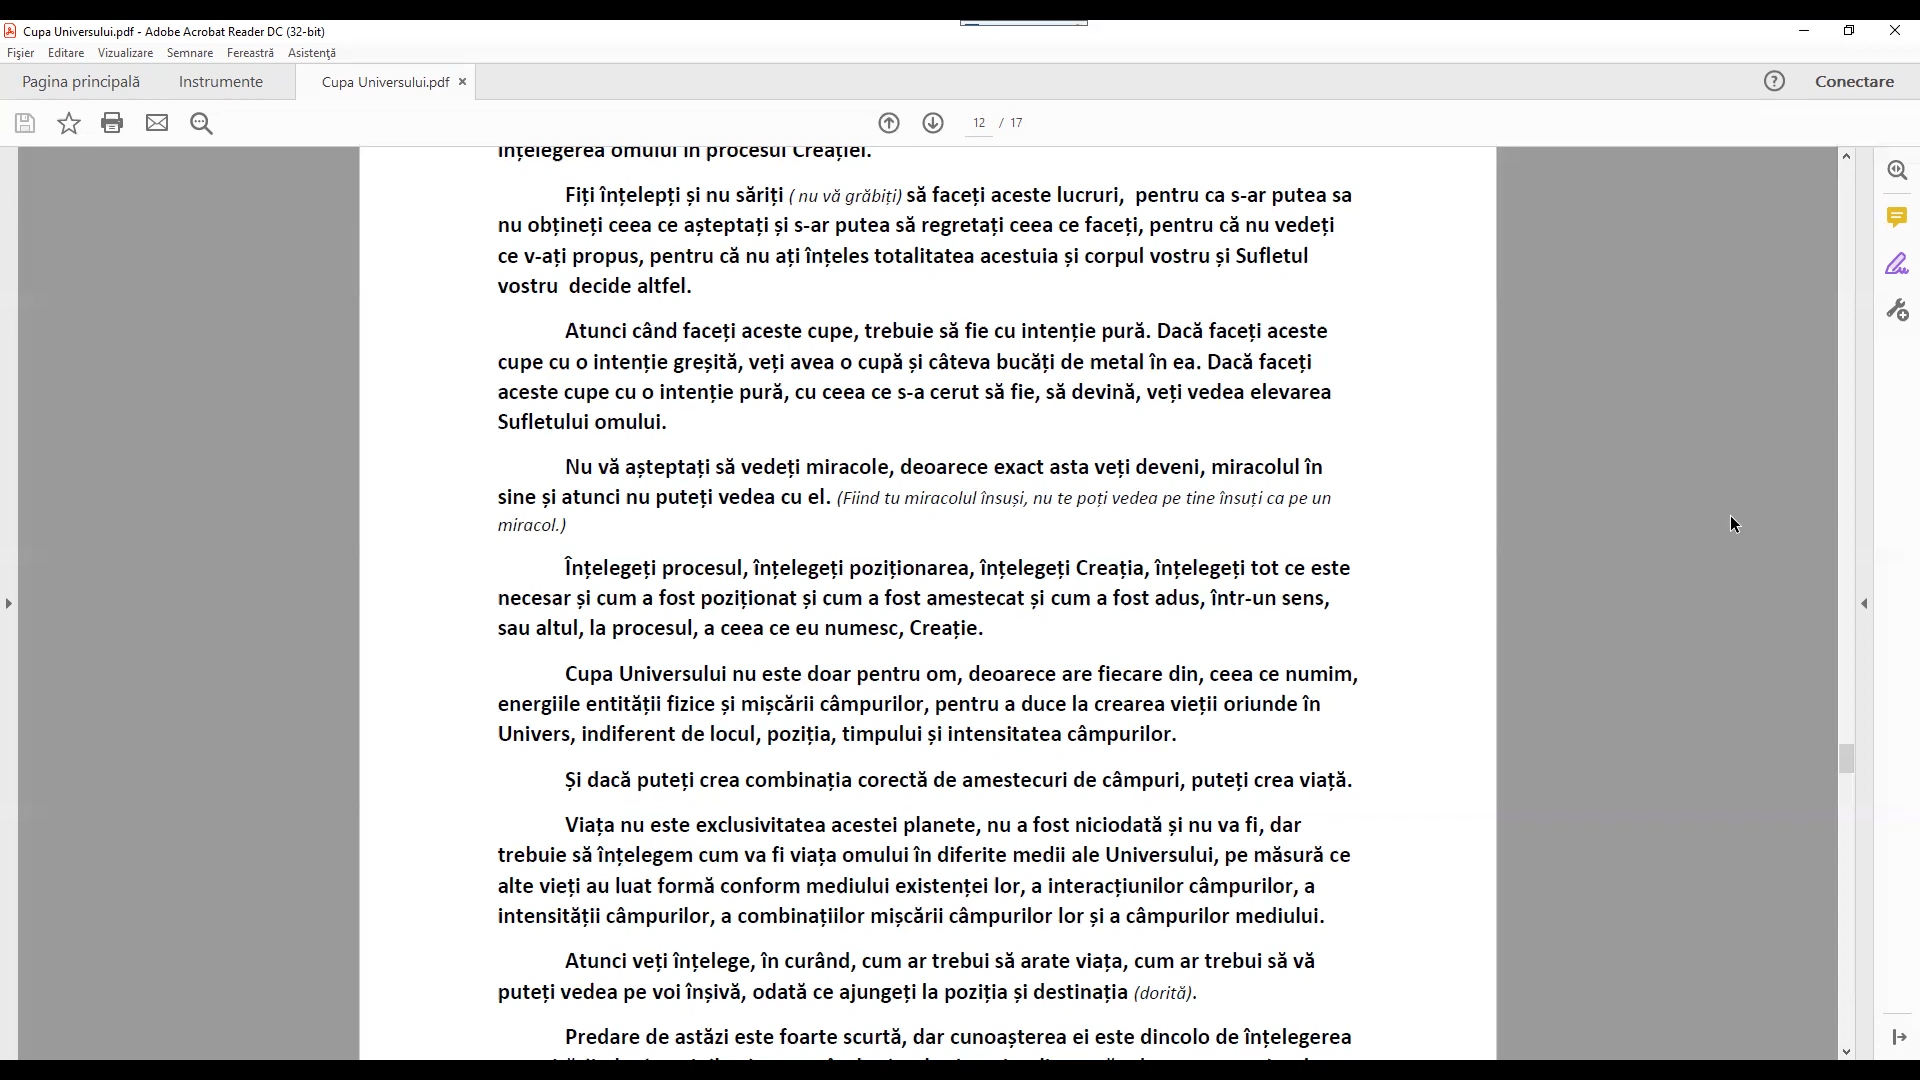 Cupa Universului.pdf - Adobe Acrobat Reader DC (32-bit)
Fișier Editare Vizualizare Semnare Fereastră Asistență
Pagina principală Instrumente Cupa Universului.pdf × Conectare
12 / 17
înțelegerea omului în procesul Creației.
Fiți înțelepți și nu săriți ( nu vă grăbiți) să faceți aceste lucruri, pentru ca s-ar putea sa
nu obțineți ceea ce așteptați și s-ar putea să regretați ceea ce faceți, pentru că nu vedeți
ce v-ați propus, pentru că nu ați înțeles totalitatea acestuia și corpul vostru și Sufletul
vostru decide altfel.
Atunci când faceți aceste cupe, trebuie să fie cu intenție pură. Dacă faceți aceste
cupe cu o intenție greșită, veți avea o cupă și câteva bucăți de metal în ea. Dacă faceți
aceste cupe cu o intenție pură, cu ceea ce s-a cerut să fie, să devină, veți vedea elevarea
Sufletului omului.
Nu vă așteptați să vedeți miracole, deoarece exact asta veți deveni, miracolul în
sine și atunci nu puteți vedea cu el. (Fiind tu miracolul însuși, nu te poți vedea pe tine însuți ca pe un
miracol.)
Înțelegeți procesul, înțelegeți poziționarea, înțelegeți Creația, înțelegeți tot ce este
necesar și cum a fost poziționat și cum a fost amestecat și cum a fost adus, într-un sens,
sau altul, la procesul, a ceea ce eu numesc, Creație.
Cupa Universului nu este doar pentru om, deoarece are fiecare din, ceea ce numim,
energiile entității fizice și mișcării câmpurilor, pentru a duce la crearea vieții oriunde în
Univers, indiferent de locul, poziția, timpului și intensitatea câmpurilor.
Și dacă puteți crea combinația corectă de amestecuri de câmpuri, puteți crea viață.
Viața nu este exclusivitatea acestei planete, nu a fost niciodată și nu va fi, dar
trebuie să înțelegem cum va fi viața omului în diferite medii ale Universului, pe măsură ce
alte vieți au luat formă conform mediului existenței lor, a interacțiunilor câmpurilor, a
intensității câmpurilor, a combinațiilor mișcării câmpurilor lor și a câmpurilor mediului.
Atunci veți înțelege, în curând, cum ar trebui să arate viața, cum ar trebui să vă
puteți vedea pe voi înșivă, odată ce ajungeți la poziția și destinația (dorită).
Predare de astăzi este foarte scurtă, dar cunoașterea ei este dincolo de înțelegerea